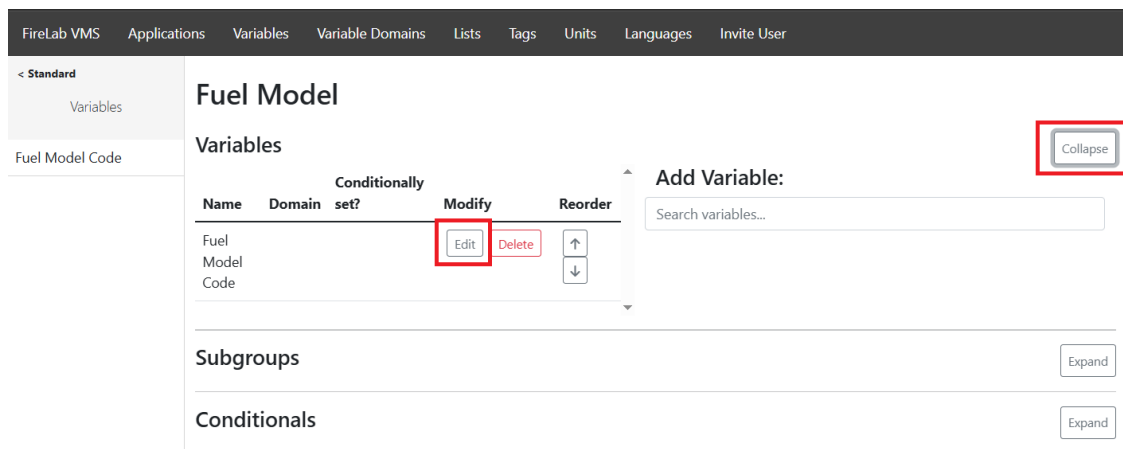 FireLab VMS Applications Variables Variable Domains Lists Tags Units Languages Invite User
< Standard
Variables
Fuel Model Code
Fuel Model
Variables
Collapse
Name Domain Conditionally set? Modify Reorder
Fuel Model Code
Edit Delete
↑
↓
Add Variable:
Search variables...
Subgroups
Expand
Conditionals
Expand